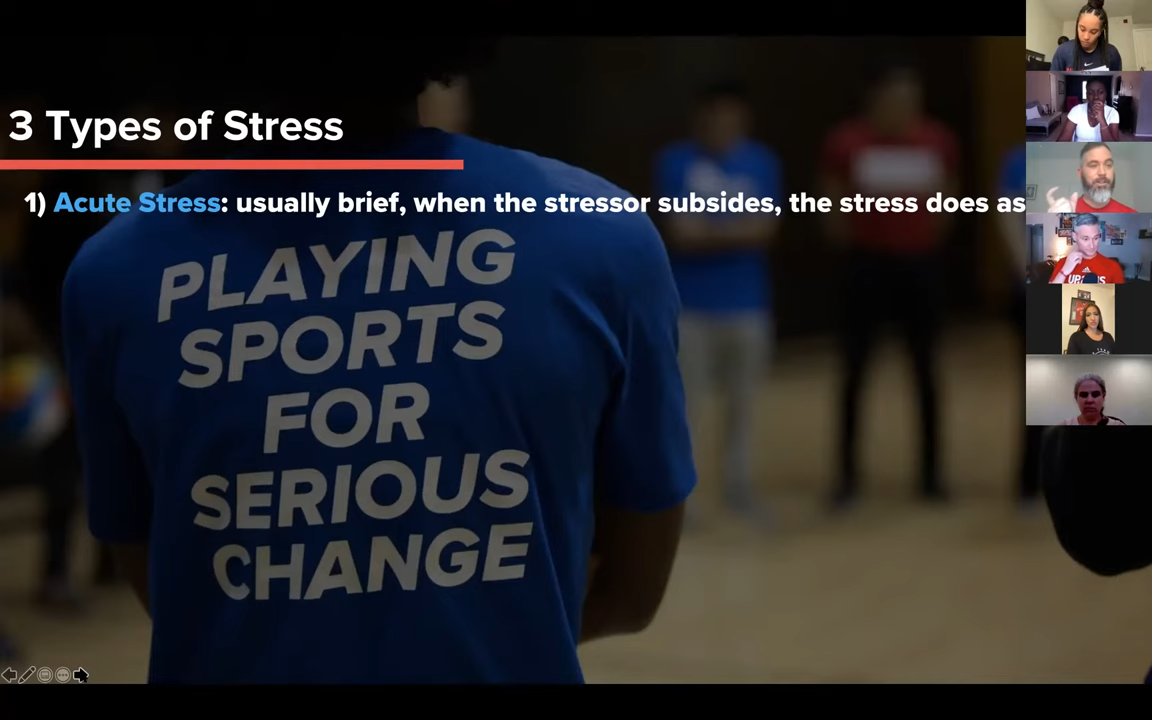 3 Types of Stress
1) Acute Stress: usually brief, when the stressor subsides, the stress does as
PLAYING
SPORTS
FOR
SERIOUS
CHANGE